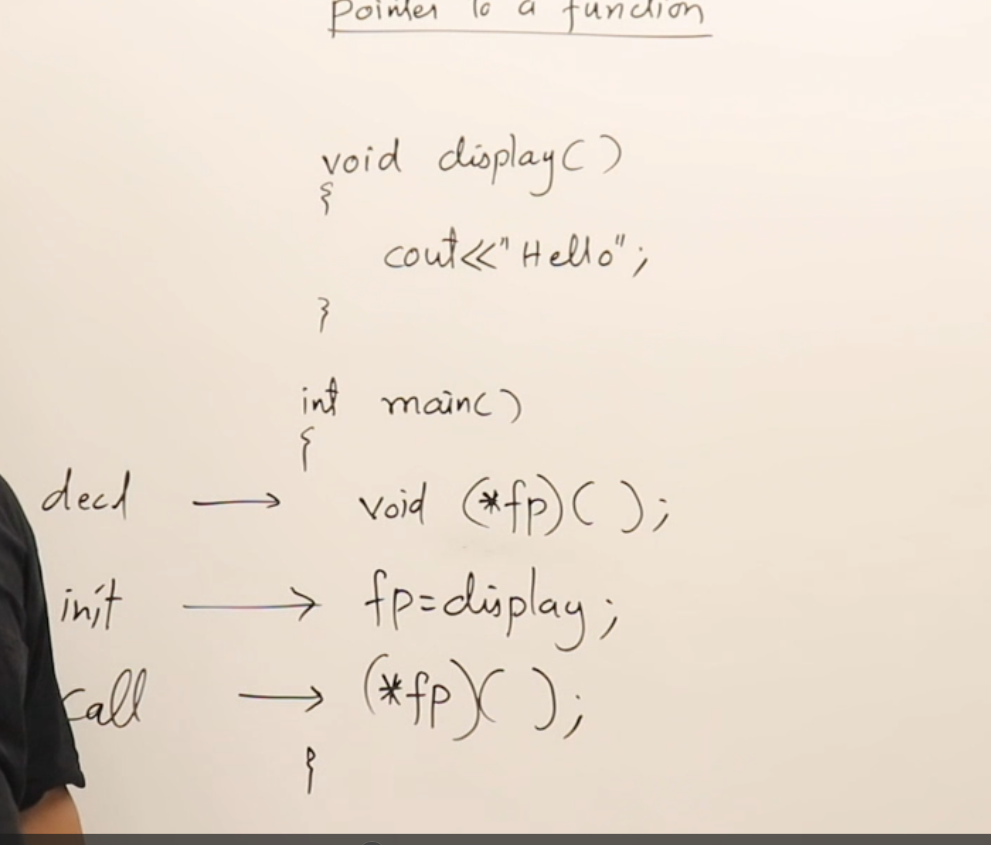 Pointer to a function
void display( )
{
cout<<"Hello";
}
int main( )
{
decl → void (*fp)( );
init → fp=display;
call → (*fp)( );
}